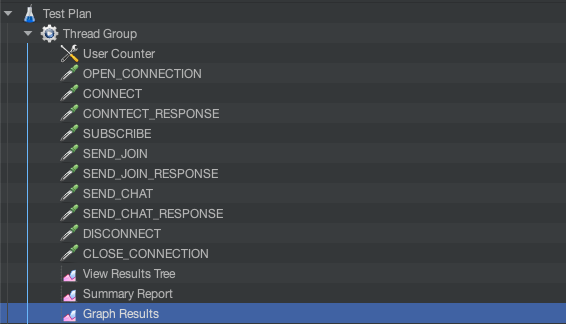 Test Plan
Thread Group
User Counter
OPEN_CONNECTION
CONNECT
CONNTECT_RESPONSE
SUBSCRIBE
SEND_JOIN
SEND_JOIN_RESPONSE
SEND_CHAT
SEND_CHAT_RESPONSE
DISCONNECT
CLOSE_CONNECTION
View Results Tree
Summary Report
Graph Results